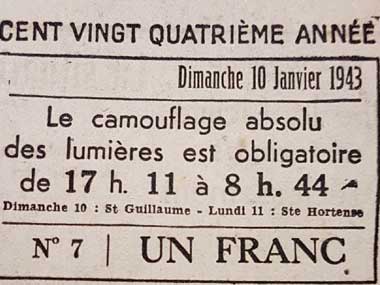 CENT VINGT QUATRIÈME ANNÉE
Dimanche 10 Janvier 1943
Le camouflage absolu
des lumières est obligatoire
de 17 h. 11 à 8 h. 44
Dimanche 10 : St Guillaume - Lundi 11 : Ste Hortense
N° 7 | UN FRANC